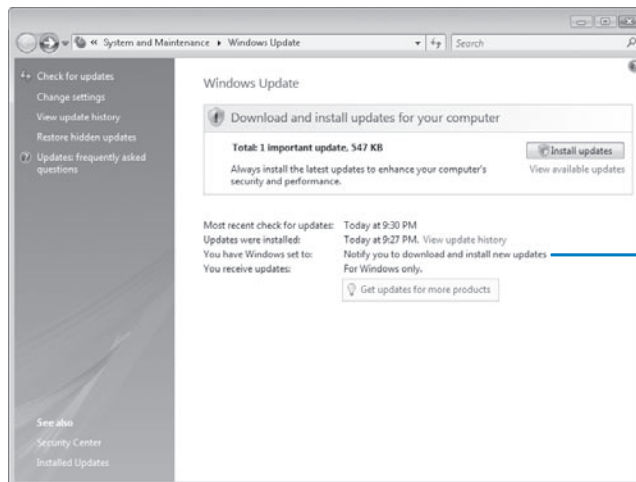 « System and Maintenance ▸ Windows Update
Search
Check for updates
Change settings
View update history
Restore hidden updates
Updates: frequently asked
questions
Windows Update
Download and install updates for your computer
Total: 1 important update, 547 KB
Install updates
Always install the latest updates to enhance your computer's
security and performance.
View available updates
Most recent check for updates: Today at 9:30 PM
Updates were installed: Today at 9:27 PM. View update history
You have Windows set to: Notify you to download and install new updates
You receive updates: For Windows only.
Get updates for more products
See also
Security Center
Installed Updates